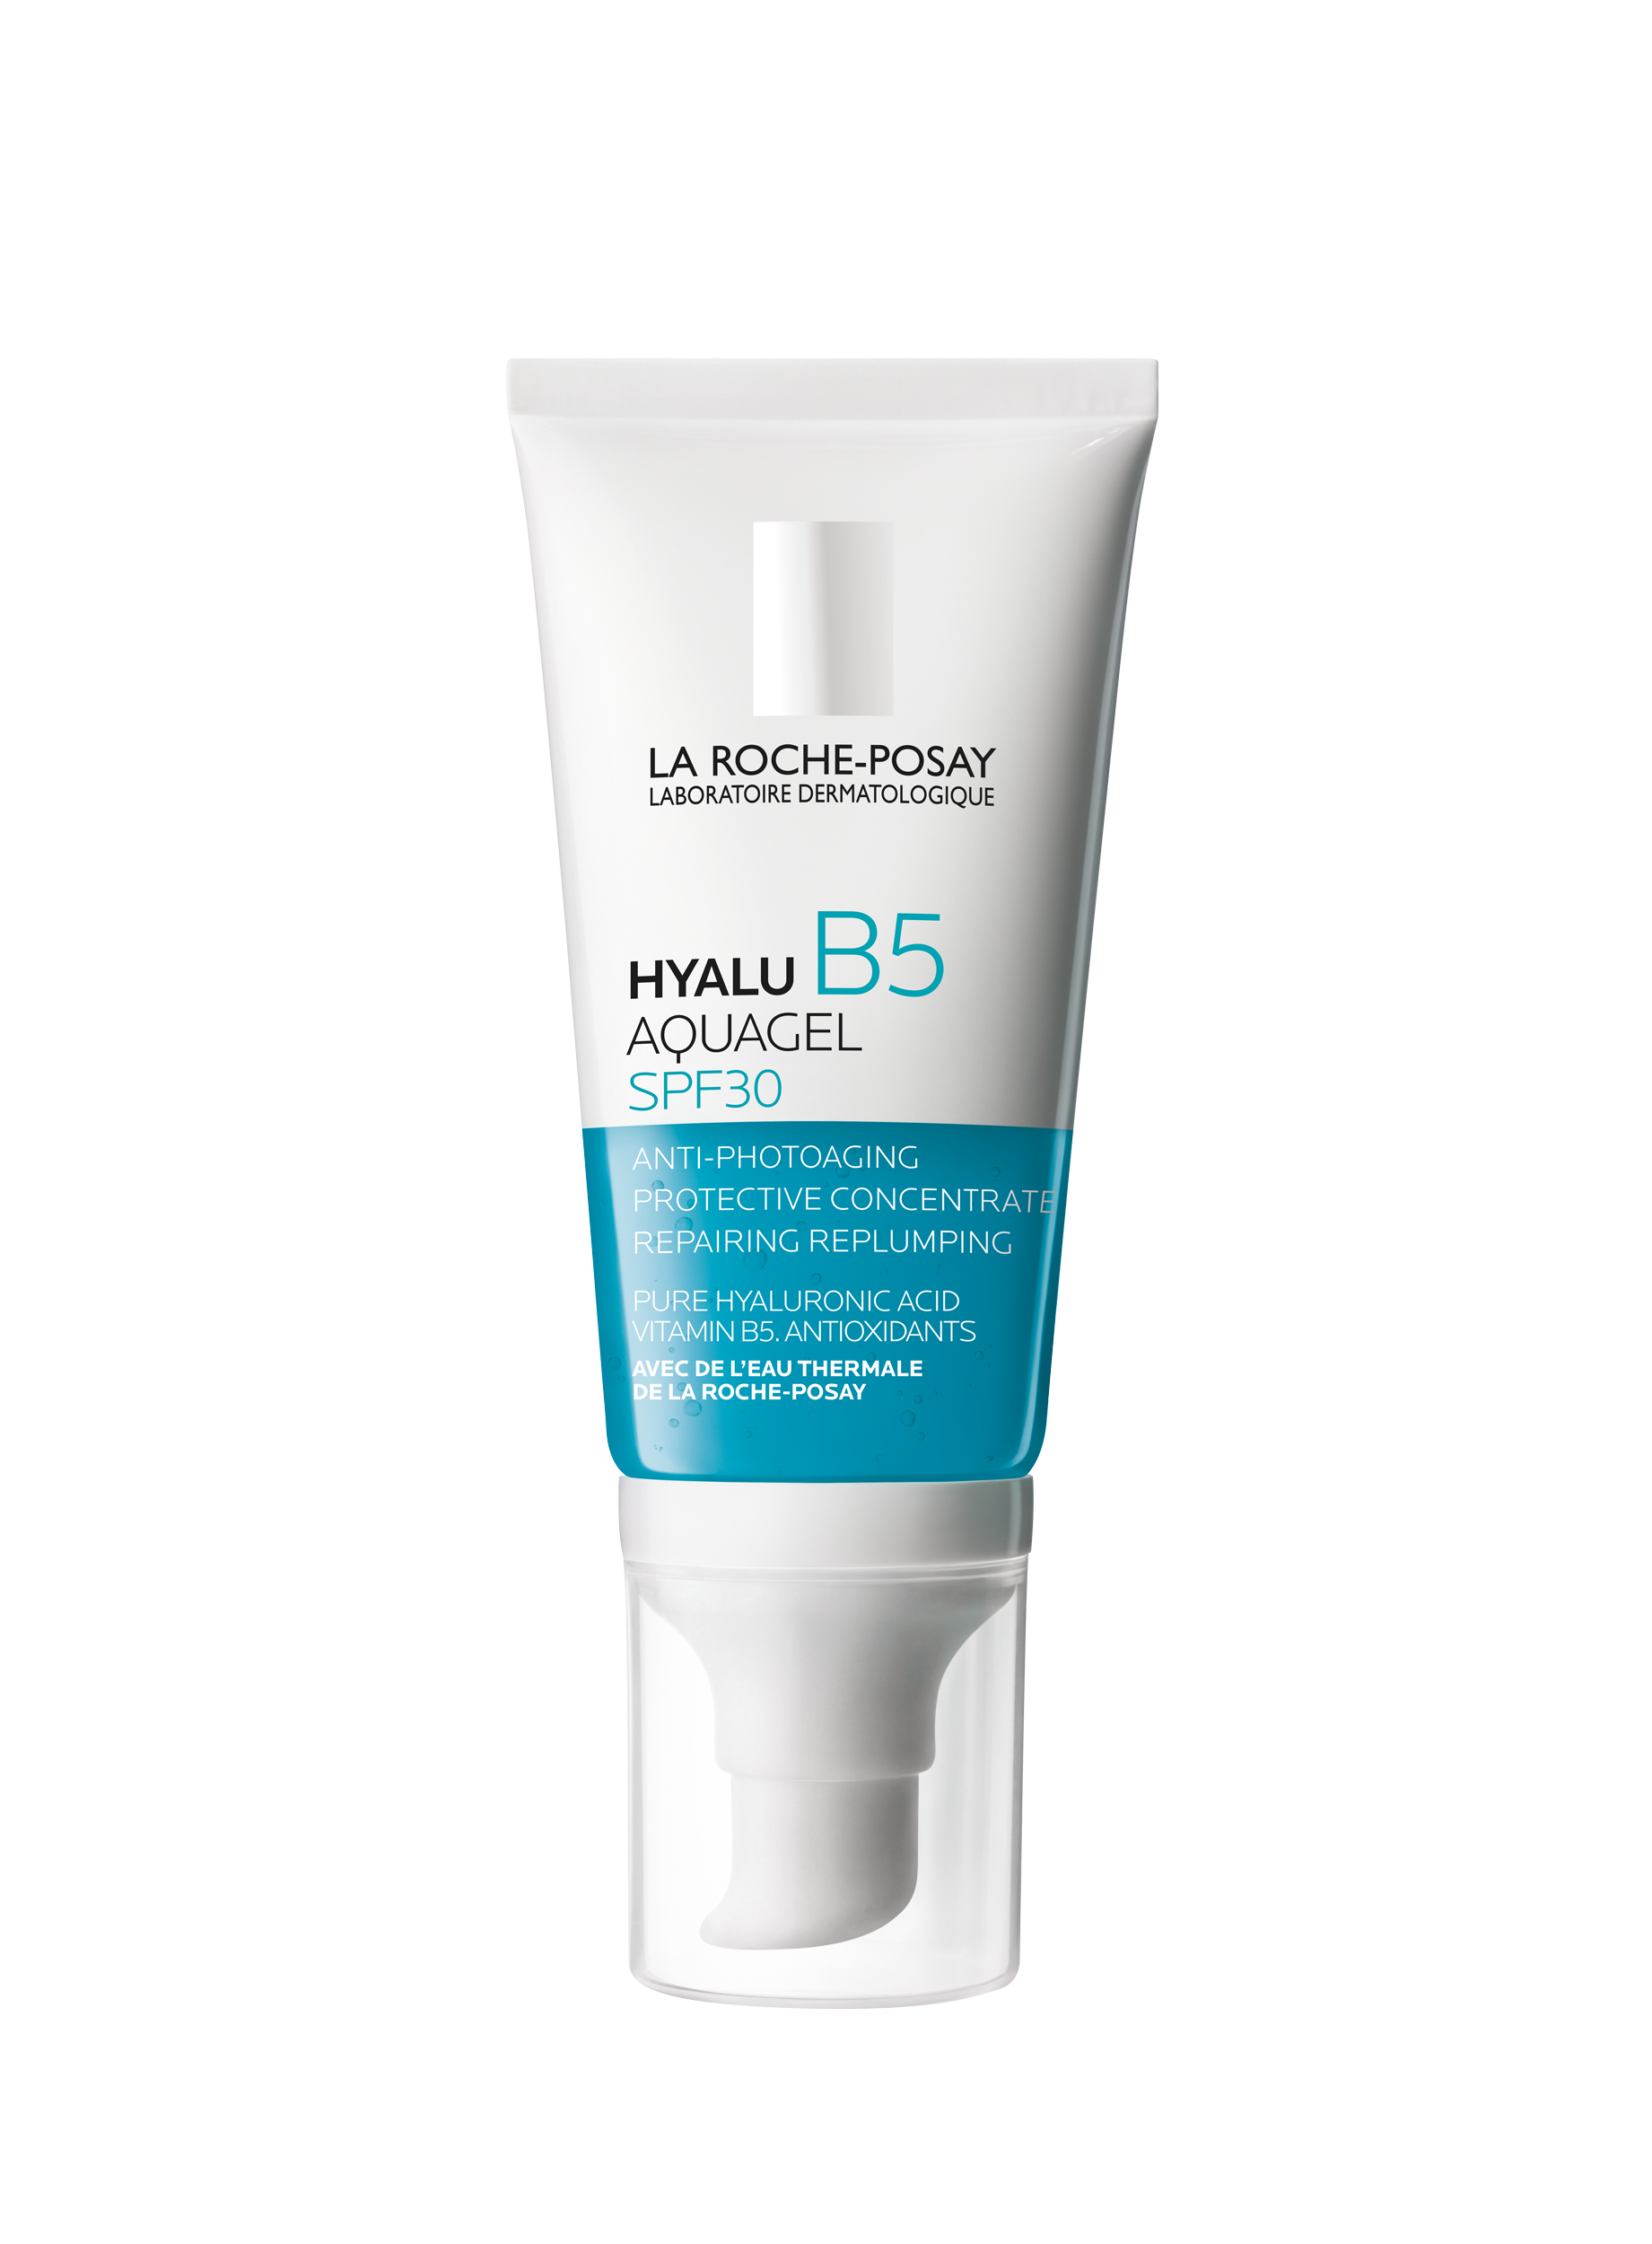 LA ROCHE-POSAY
LABORATOIRE DERMATOLOGIQUE
HYALU B5
AQUAGEL
SPF30
ANTI-PHOTOAGING
PROTECTIVE CONCENTRATE
REPAIRING REPLUMPING
PURE HYALURONIC ACID
VITAMIN B5. ANTIOXIDANTS
AVEC DE L'EAU THERMALE
DE LA ROCHE-POSAY